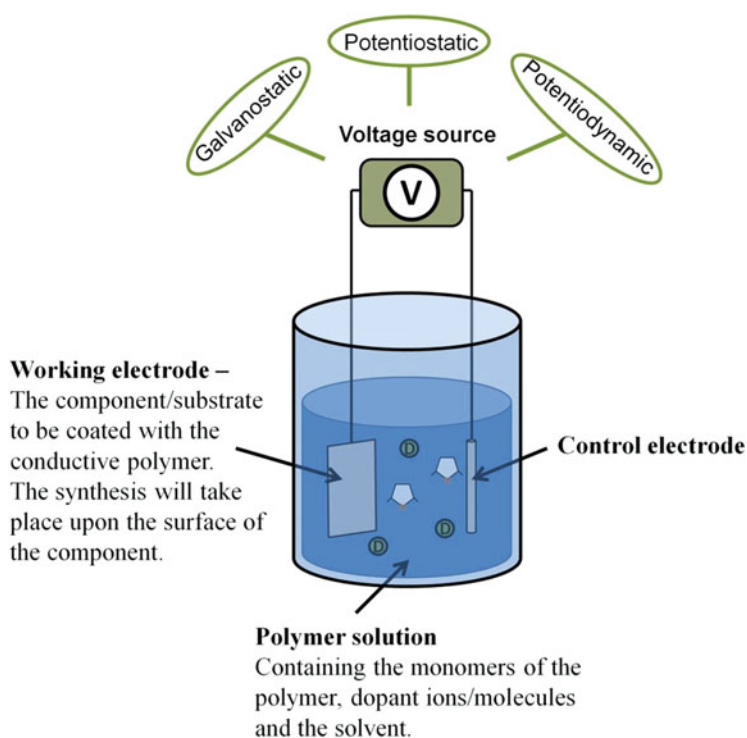 Potentiostatic
Galvanostatic
Potentiodynamic
Voltage source
V
Working electrode –
The component/substrate
to be coated with the
conductive polymer.
The synthesis will take
place upon the surface of
the component.
D
D
D
Control electrode
Polymer solution
Containing the monomers of the
polymer, dopant ions/molecules
and the solvent.